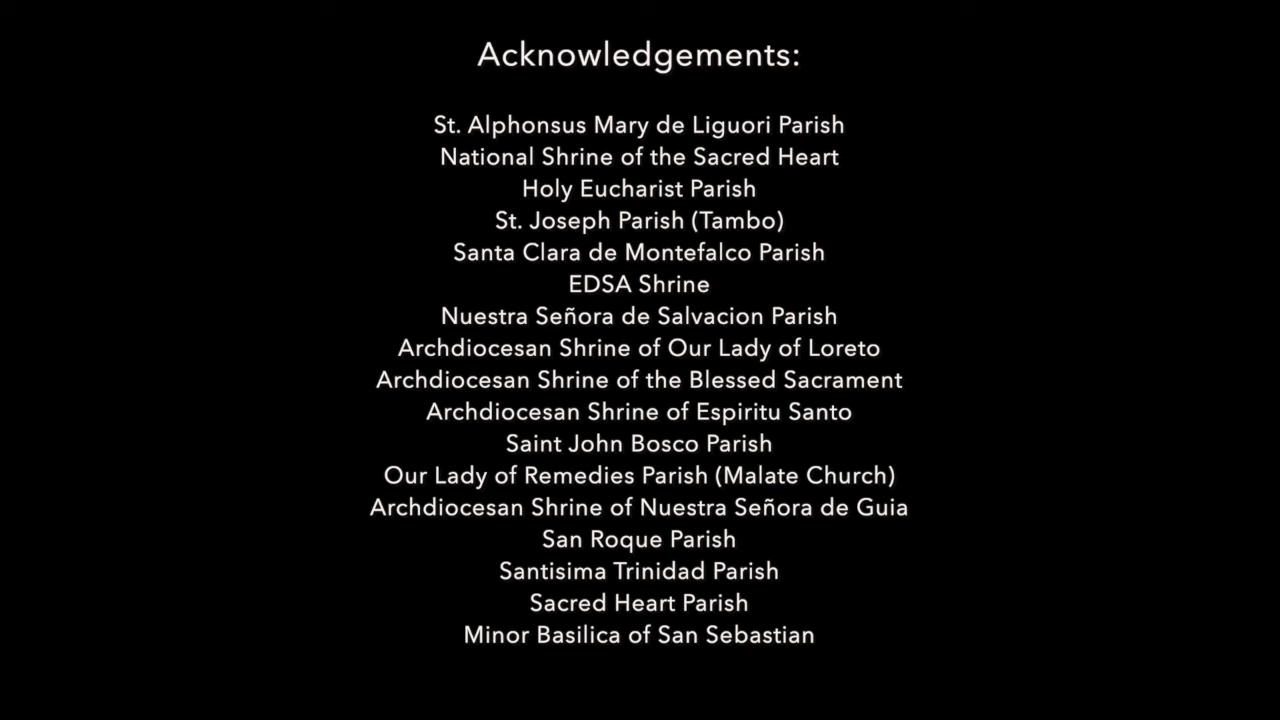 Acknowledgements:
St. Alphonsus Mary de Liguori Parish
National Shrine of the Sacred Heart
Holy Eucharist Parish
St. Joseph Parish (Tambo)
Santa Clara de Montefalco Parish
EDSA Shrine
Nuestra Señora de Salvacion Parish
Archdiocesan Shrine of Our Lady of Loreto
Archdiocesan Shrine of the Blessed Sacrament
Archdiocesan Shrine of Espiritu Santo
Saint John Bosco Parish
Our Lady of Remedies Parish (Malate Church)
Archdiocesan Shrine of Nuestra Señora de Guia
San Roque Parish
Santisima Trinidad Parish
Sacred Heart Parish
Minor Basilica of San Sebastian